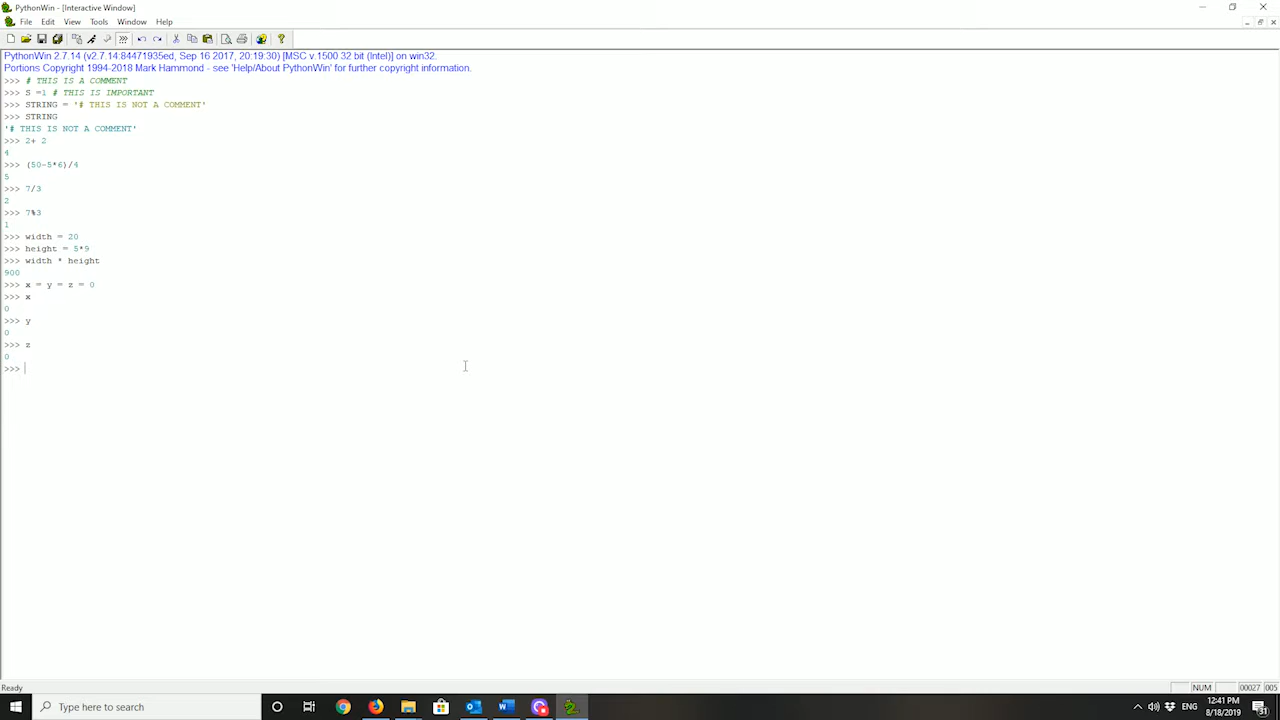 PythonWin - [Interactive Window]
File Edit View Tools Window Help
PythonWin 2.7.14 (v2.7.14:84471935ed, Sep 16 2017, 20:19:30) [MSC v.1500 32 bit (Intel)] on win32.
Portions Copyright 1994-2018 Mark Hammond - see 'Help/About PythonWin' for further copyright information.
>>> # THIS IS A COMMENT
>>> S =1 # THIS IS IMPORTANT
>>> STRING = '# THIS IS NOT A COMMENT'
>>> STRING
'# THIS IS NOT A COMMENT'
>>> 2+ 2
4
>>> (50-5*6)/4
5
>>> 7/3
2
>>> 7%3
1
>>> width = 20
>>> height = 5*9
>>> width * height
900
>>> x = y = z = 0
>>> x
0
>>> y
0
>>> z
0
>>>
Ready NUM 00027 005
Type here to search ENG 12:41 PM
8/18/2019